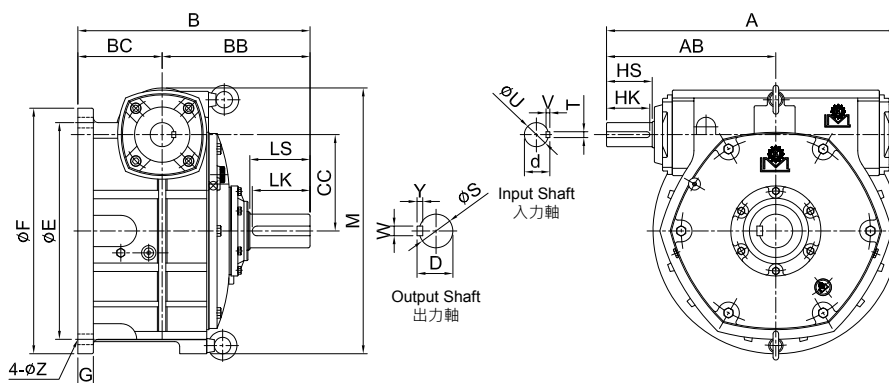 B
BC
BB
LS
LK
CC
M
øF
øE
4-øZ
G
Y
øS
W
D
Output Shaft
出力軸
øU
V
T
d
Input Shaft
入力軸
A
AB
HS
HK